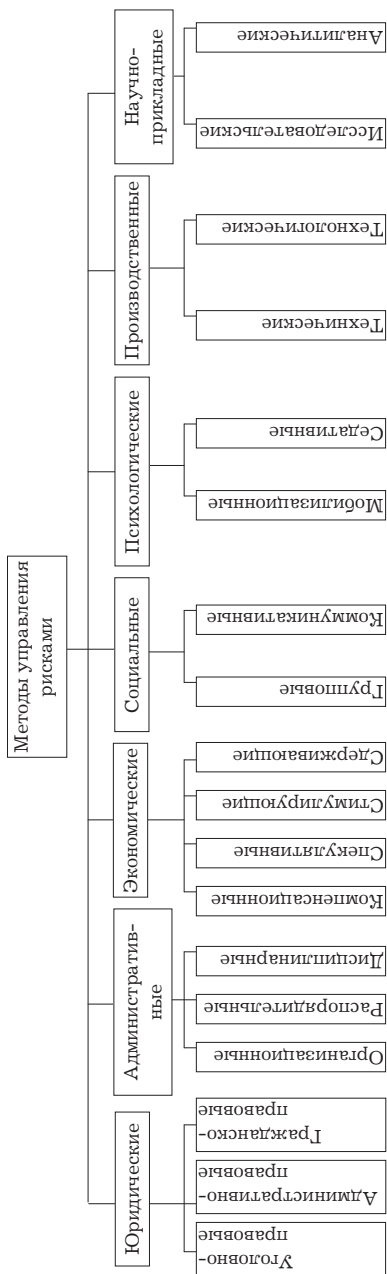 Методы управления
рисками
Юридические
Административ-
ные
Экономические
Социальные
Психологические
Производственные
Научно-
прикладные
Уголовно-
правовые
Административно-
правовые
Гражданско-
правовые
Организационные
Распорядительные
Дисциплинарные
Компенсационные
Спекулятивные
Стимулирующие
Сдерживающие
Групповые
Коммуникативные
Мобилизационные
Седативные
Технические
Технологические
Исследовательские
Аналитические